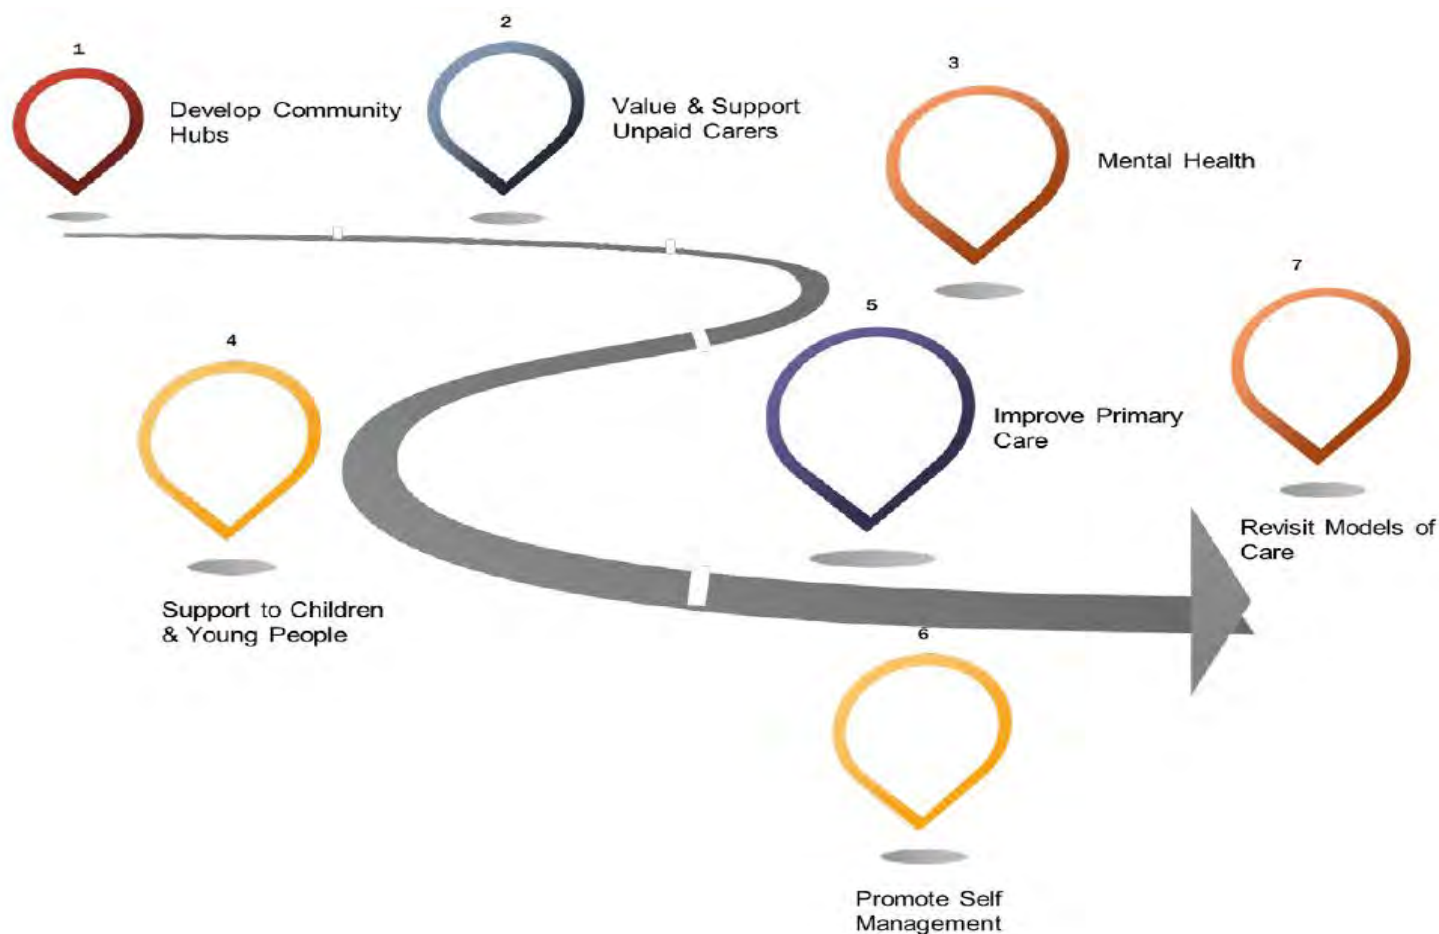 1
Develop Community
Hubs
2
Value & Support
Unpaid Carers
3
Mental Health
4
Support to Children
& Young People
5
Improve Primary
Care
6
Promote Self
Management
7
Revisit Models of
Care